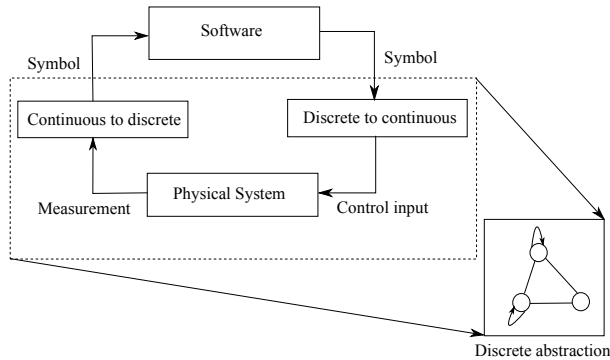 Software
Symbol
Symbol
Continuous to discrete
Discrete to continuous
Physical System
Measurement
Control input
Discrete abstraction